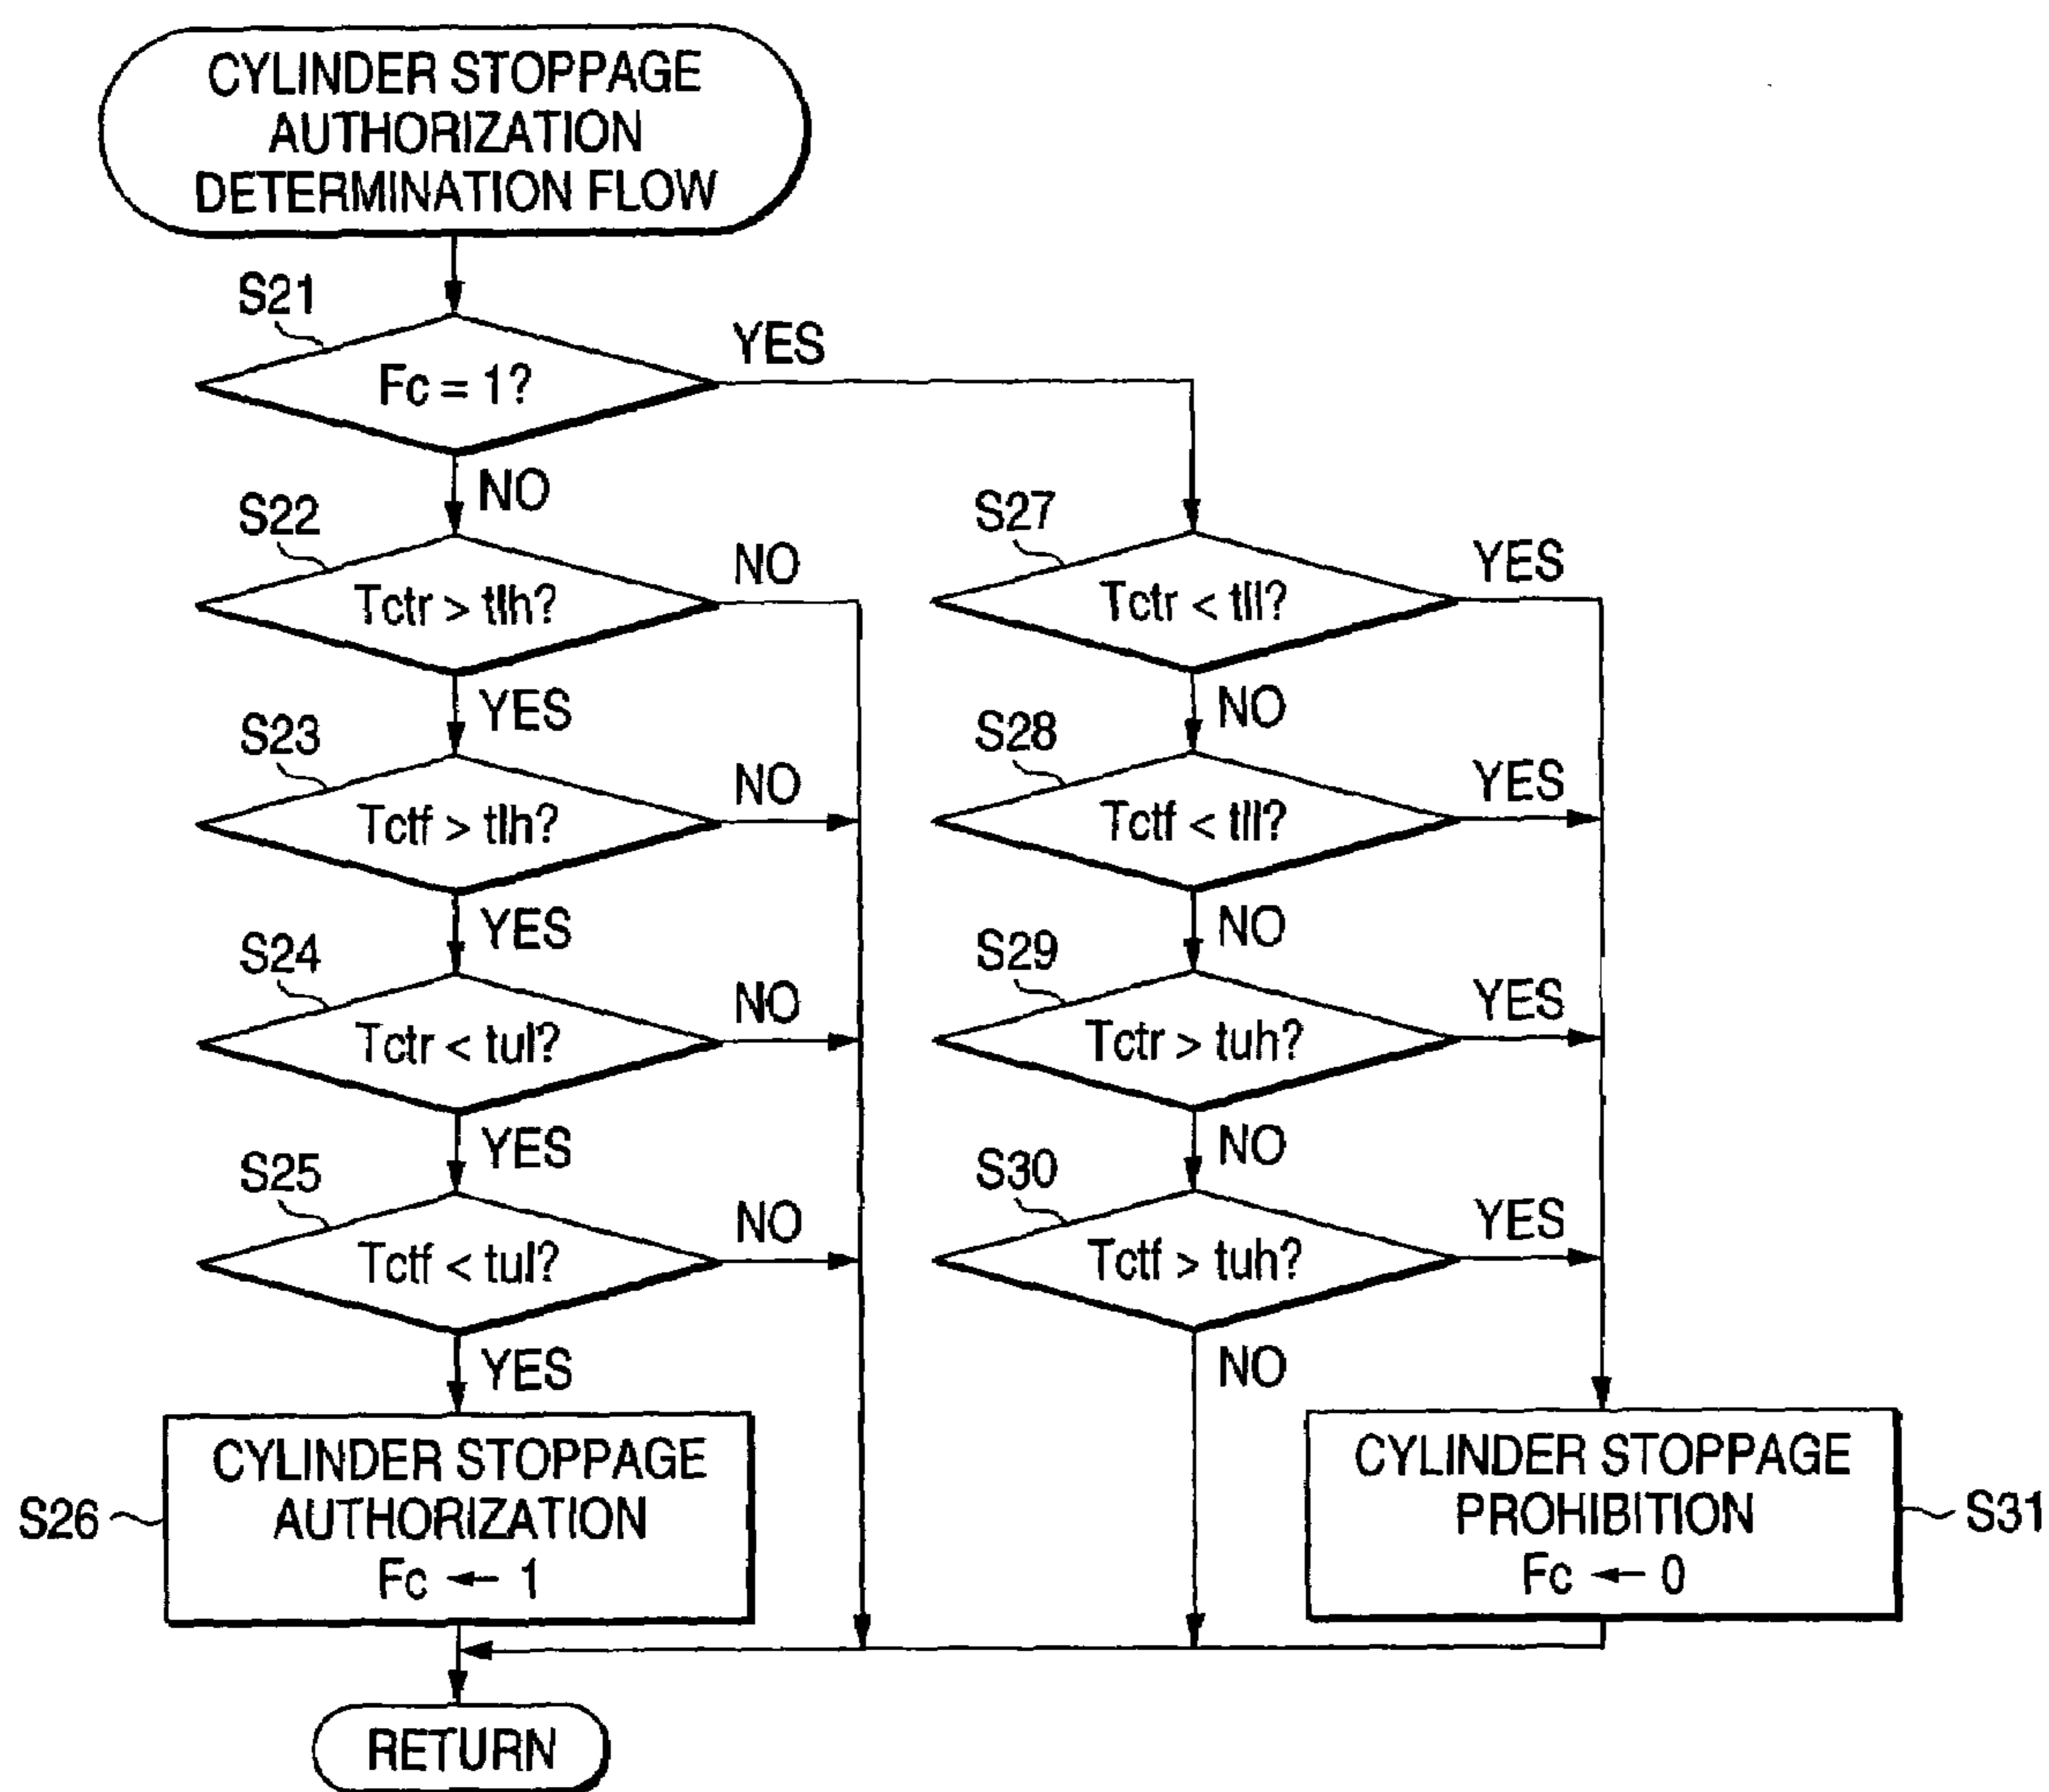 CYLINDER STOPPAGE
AUTHORIZATION
DETERMINATION FLOW
S21
Fc = 1?
YES
NO
S22
Tctr > tlh?
NO
YES
S23
Tctf > tlh?
NO
YES
S24
Tctr < tul?
NO
YES
S25
Tctf < tul?
NO
YES
S26
CYLINDER STOPPAGE
AUTHORIZATION
Fc ← 1
S27
Tctr < tll?
YES
NO
S28
Tctf < tll?
YES
NO
S29
Tctr > tuh?
YES
NO
S30
Tctf > tuh?
YES
NO
CYLINDER STOPPAGE
PROHIBITION
Fc ← 0
S31
RETURN